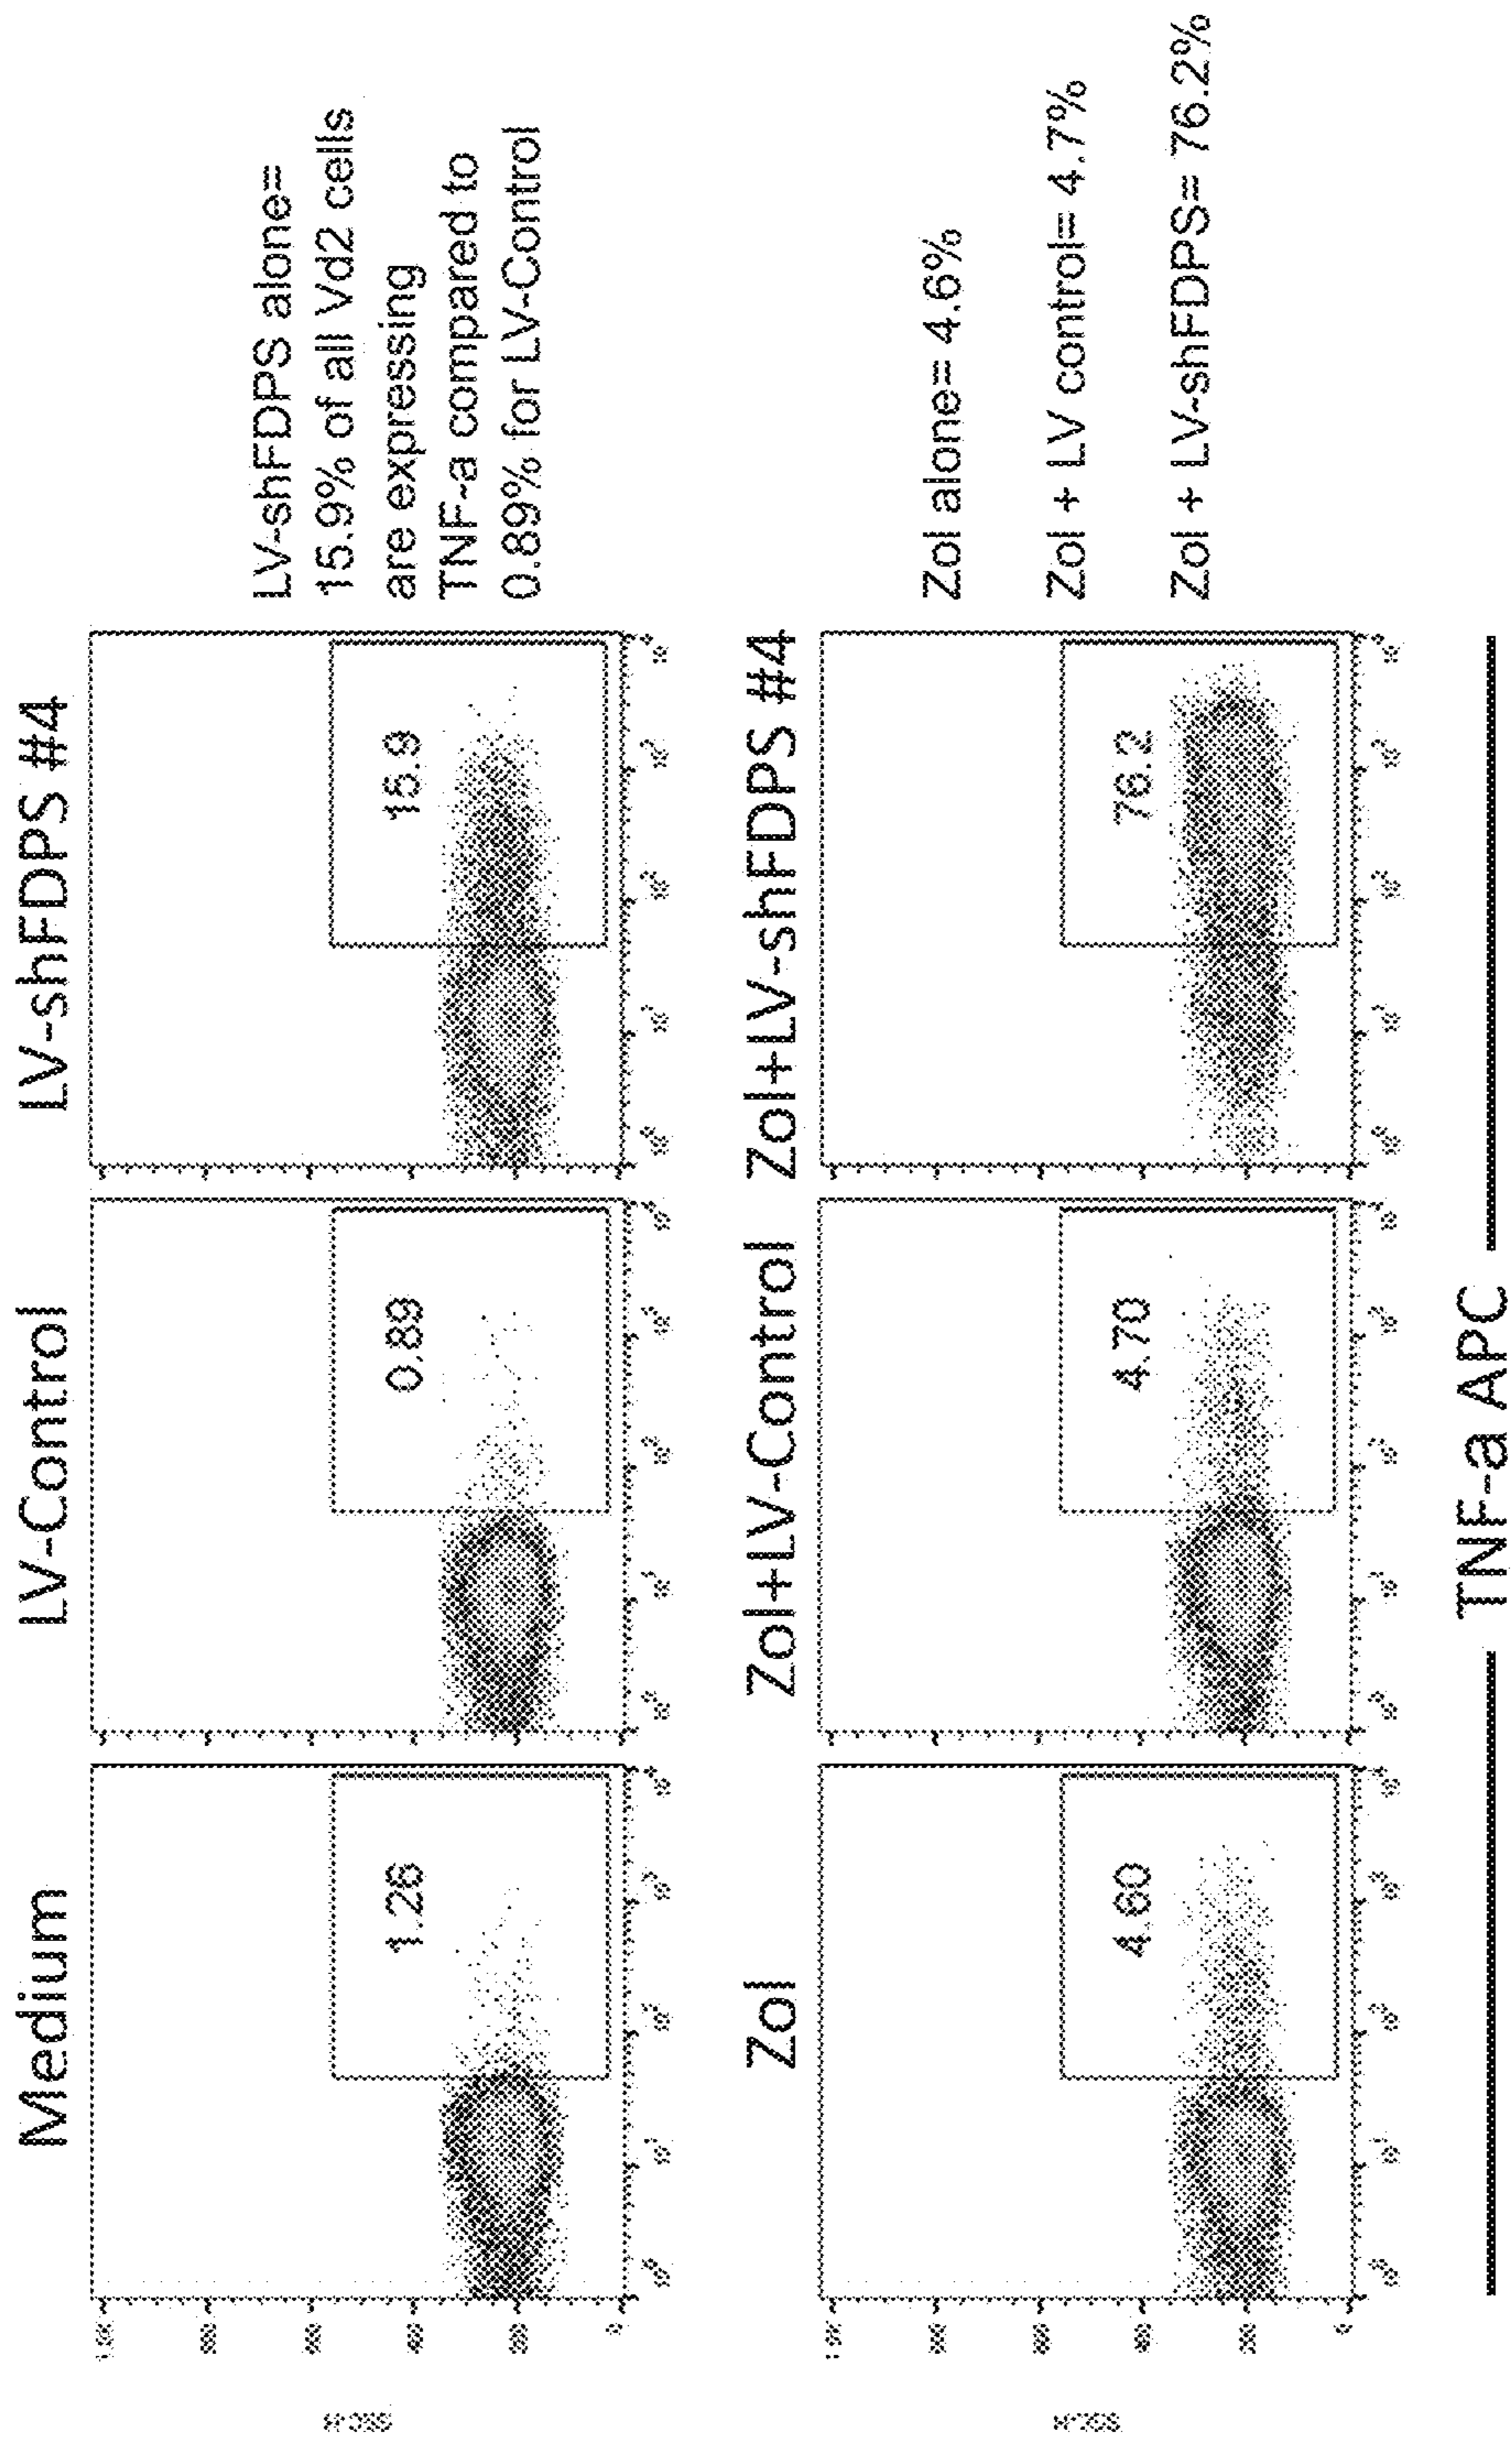 Medium
LV-Control
LV-shFDPS #4
1.26
0.89
15.9
LV-shFDPS alone=
15.9% of all Vd2 cells
are expressing
TNF-a compared to
0.89% for LV-Control
Zol
Zol+LV-Control
Zol+LV-shFDPS #4
4.60
4.70
76.2
Zol alone= 4.6%
Zol + LV control= 4.7%
Zol + LV-shFDPS= 76.2%
TNF-a APC